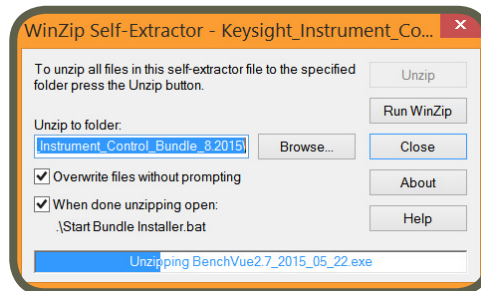 WinZip Self-Extractor - Keysight_Instrument_Co...
To unzip all files in this self-extractor file to the specified
folder press the Unzip button.
Unzip
Run WinZip
Unzip to folder:
Instrument_Control_Bundle_8.2015\
Browse...
Close
Overwrite files without prompting
About
When done unzipping open:
.\Start Bundle Installer.bat
Help
Unzipping BenchVue2.7_2015_05_22.exe